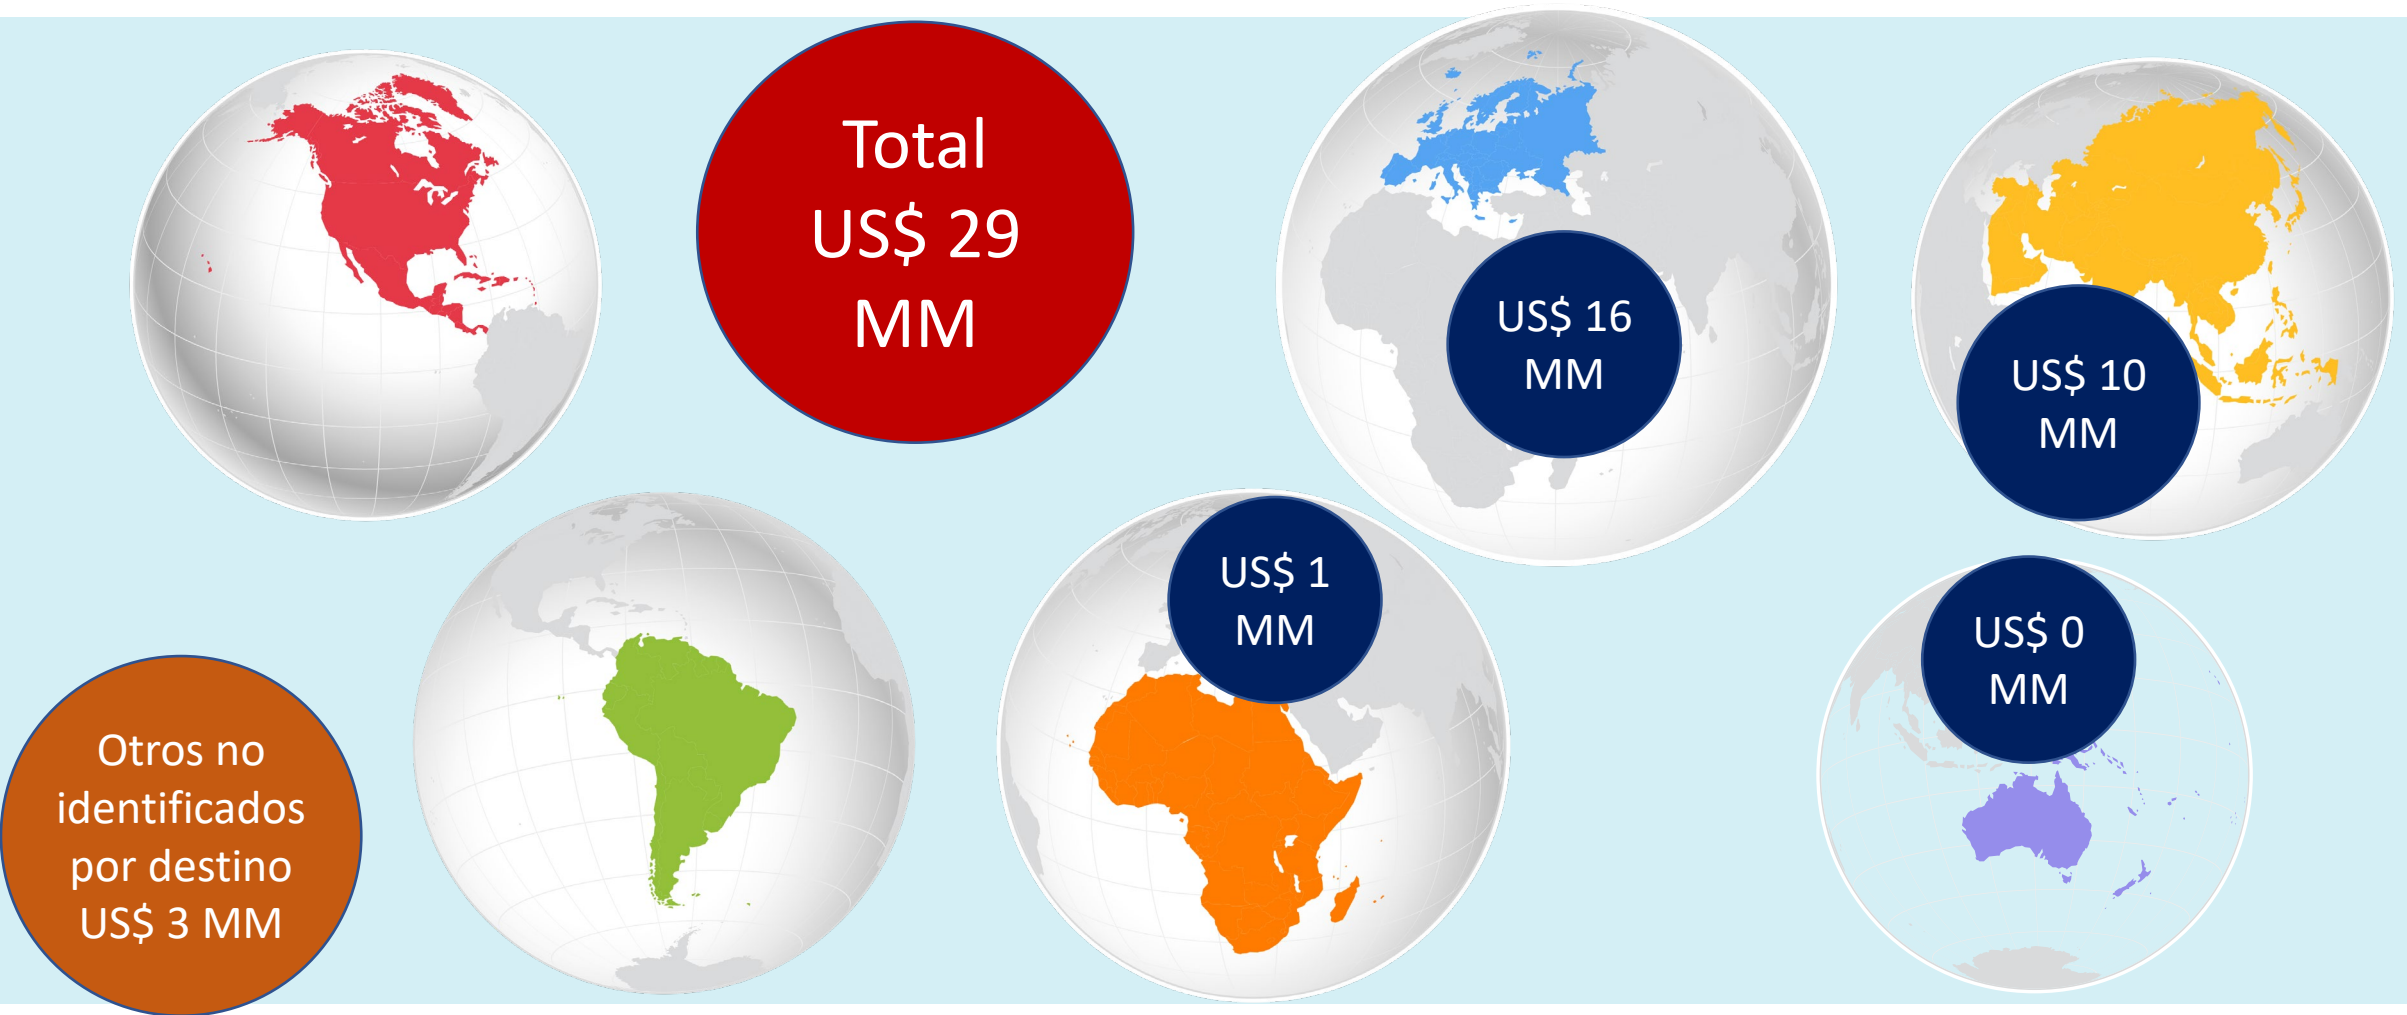 Total
US$ 29
MM
US$ 16
MM
US$ 10
MM
US$ 1
MM
US$ 0
MM
Otros no
identificados
por destino
US$ 3 MM